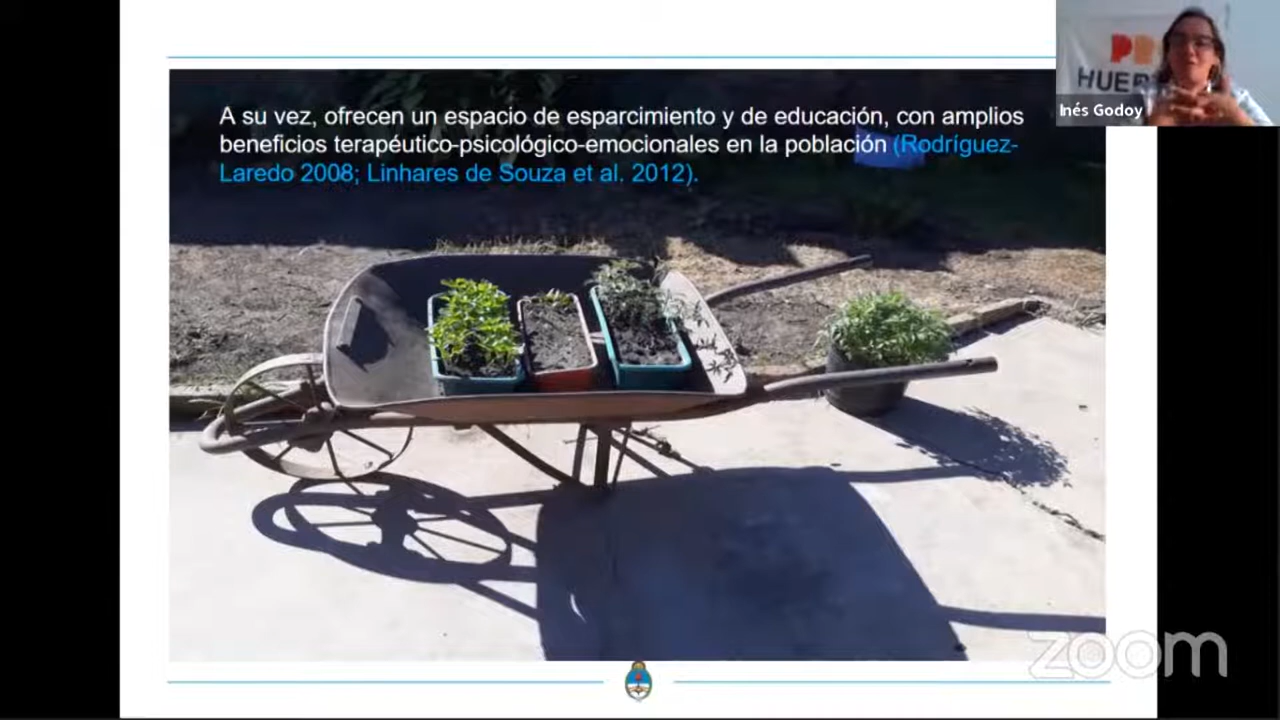 A su vez, ofrecen un espacio de esparcimiento y de educación, con amplios
beneficios terapéutico-psicológico-emocionales en la población (Rodríguez-
Laredo 2008; Linhares de Souza et al. 2012).
Inés Godoy
zoom